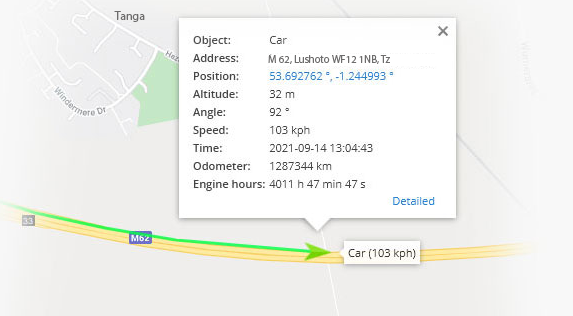 Tanga
Object: Car
Address: M 62, Lushoto WF12 1NB, Tz
Position: 53.692762 °, -1.244993 °
Altitude: 32 m
Angle: 92 °
Speed: 103 kph
Time: 2021-09-14 13:04:43
Odometer: 1287344 km
Engine hours: 4011 h 47 min 47 s
Detailed
Windermere Dr
33
M62
Car (103 kph)